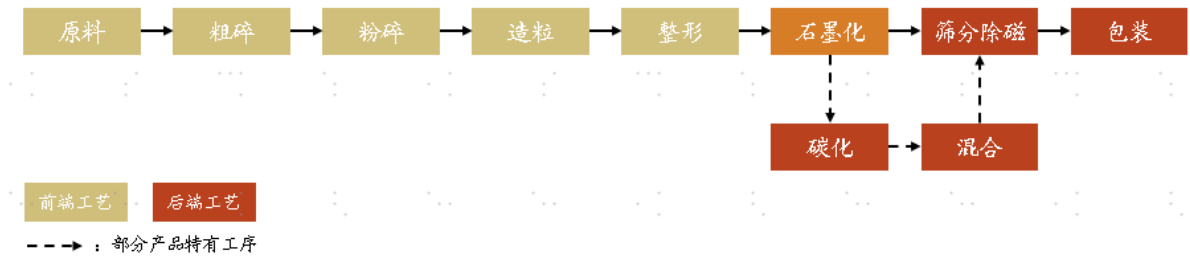 原料
粗碎
粉碎
造粒
整形
石墨化
筛分除磁
包装
碳化
混合
前端工艺
后端工艺
：部分产品特有工序